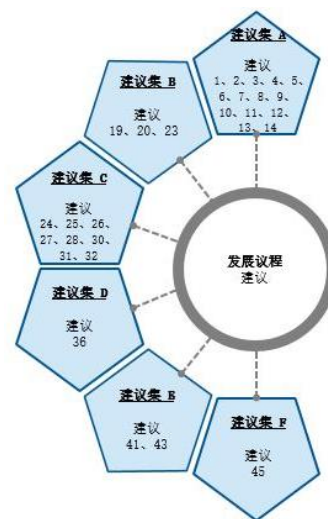 建议集 A
建议
1、2、3、4、5、
6、7、8、9、
10、11、12、
13、14
建议集 B
建议
19、20、23
建议集 C
建议
24、25、26、
27、28、30、
31、32
发展议程
建议
建议集 D
建议
36
建议集 E
建议
41、43
建议集 F
建议
45